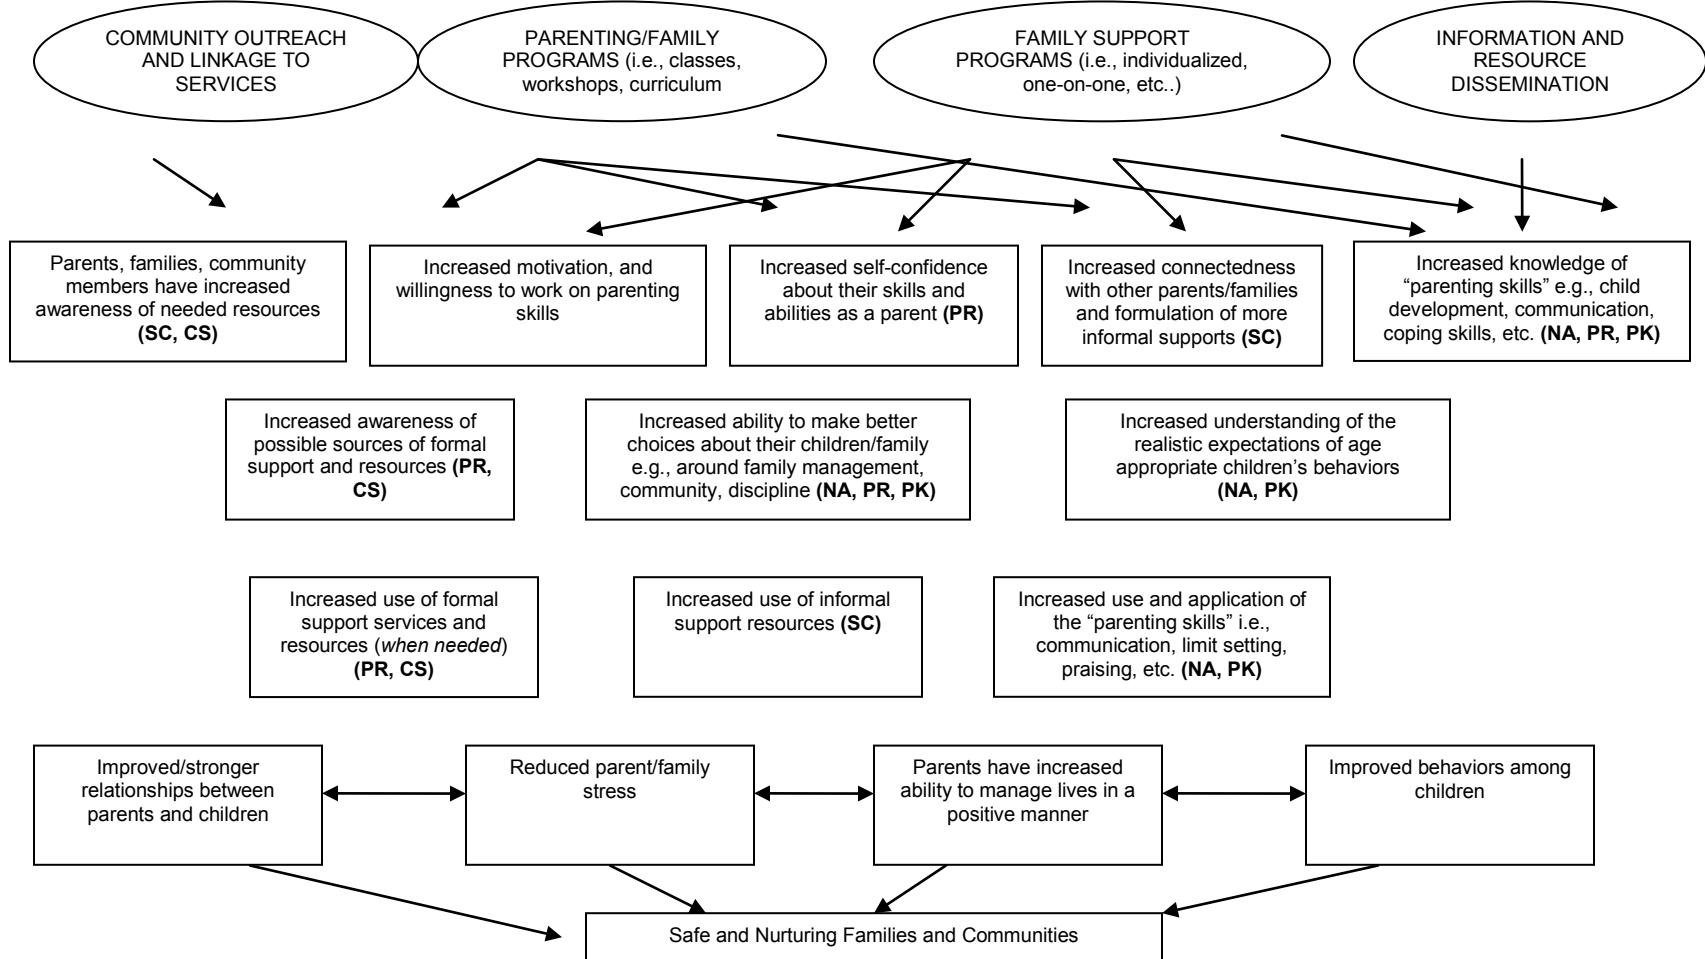 COMMUNITY OUTREACH
AND LINKAGE TO
SERVICES
PARENTING/FAMILY
PROGRAMS (i.e., classes,
workshops, curriculum
FAMILY SUPPORT
PROGRAMS (i.e., individualized,
one-on-one, etc..)
INFORMATION AND
RESOURCE
DISSEMINATION
Parents, families, community
members have increased
awareness of needed resources
(SC, CS)
Increased motivation, and
willingness to work on parenting
skills
Increased self-confidence
about their skills and
abilities as a parent (PR)
Increased connectedness
with other parents/families
and formulation of more
informal supports (SC)
Increased knowledge of
“parenting skills” e.g., child
development, communication,
coping skills, etc. (NA, PR, PK)
Increased awareness of
possible sources of formal
support and resources (PR,
CS)
Increased ability to make better
choices about their children/family
e.g., around family management,
community, discipline (NA, PR, PK)
Increased understanding of the
realistic expectations of age
appropriate children’s behaviors
(NA, PK)
Increased use of formal
support services and
resources (when needed)
(PR, CS)
Increased use of informal
support resources (SC)
Increased use and application of
the “parenting skills” i.e.,
communication, limit setting,
praising, etc. (NA, PK)
Improved/stronger
relationships between
parents and children
Reduced parent/family
stress
Parents have increased
ability to manage lives in a
positive manner
Improved behaviors among
children
Safe and Nurturing Families and Communities